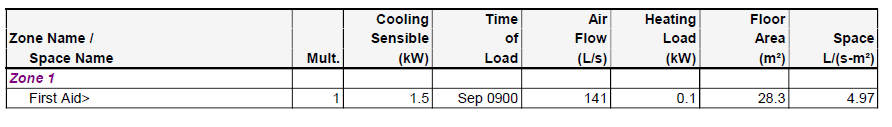 Cooling Time Air Heating Floor
Zone Name / Sensible of Flow Load Area Space
Space Name Mult. (kW) Load (L/s) (kW) (m²) L/(s-m²)
Zone 1
First Aid> 1 1.5 Sep 0900 141 0.1 28.3 4.97